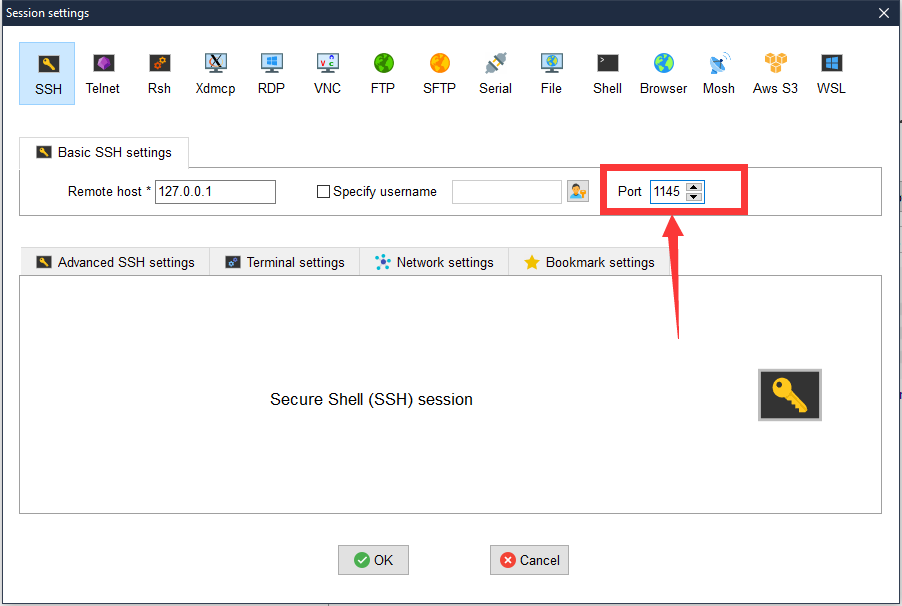 Session settings
SSH Telnet Rsh Xdmcp RDP VNC FTP SFTP Serial File Shell Browser Mosh Aws S3 WSL
Basic SSH settings
Remote host * 127.0.0.1 Specify username Port 1145
Advanced SSH settings Terminal settings Network settings Bookmark settings
Secure Shell (SSH) session
OK Cancel